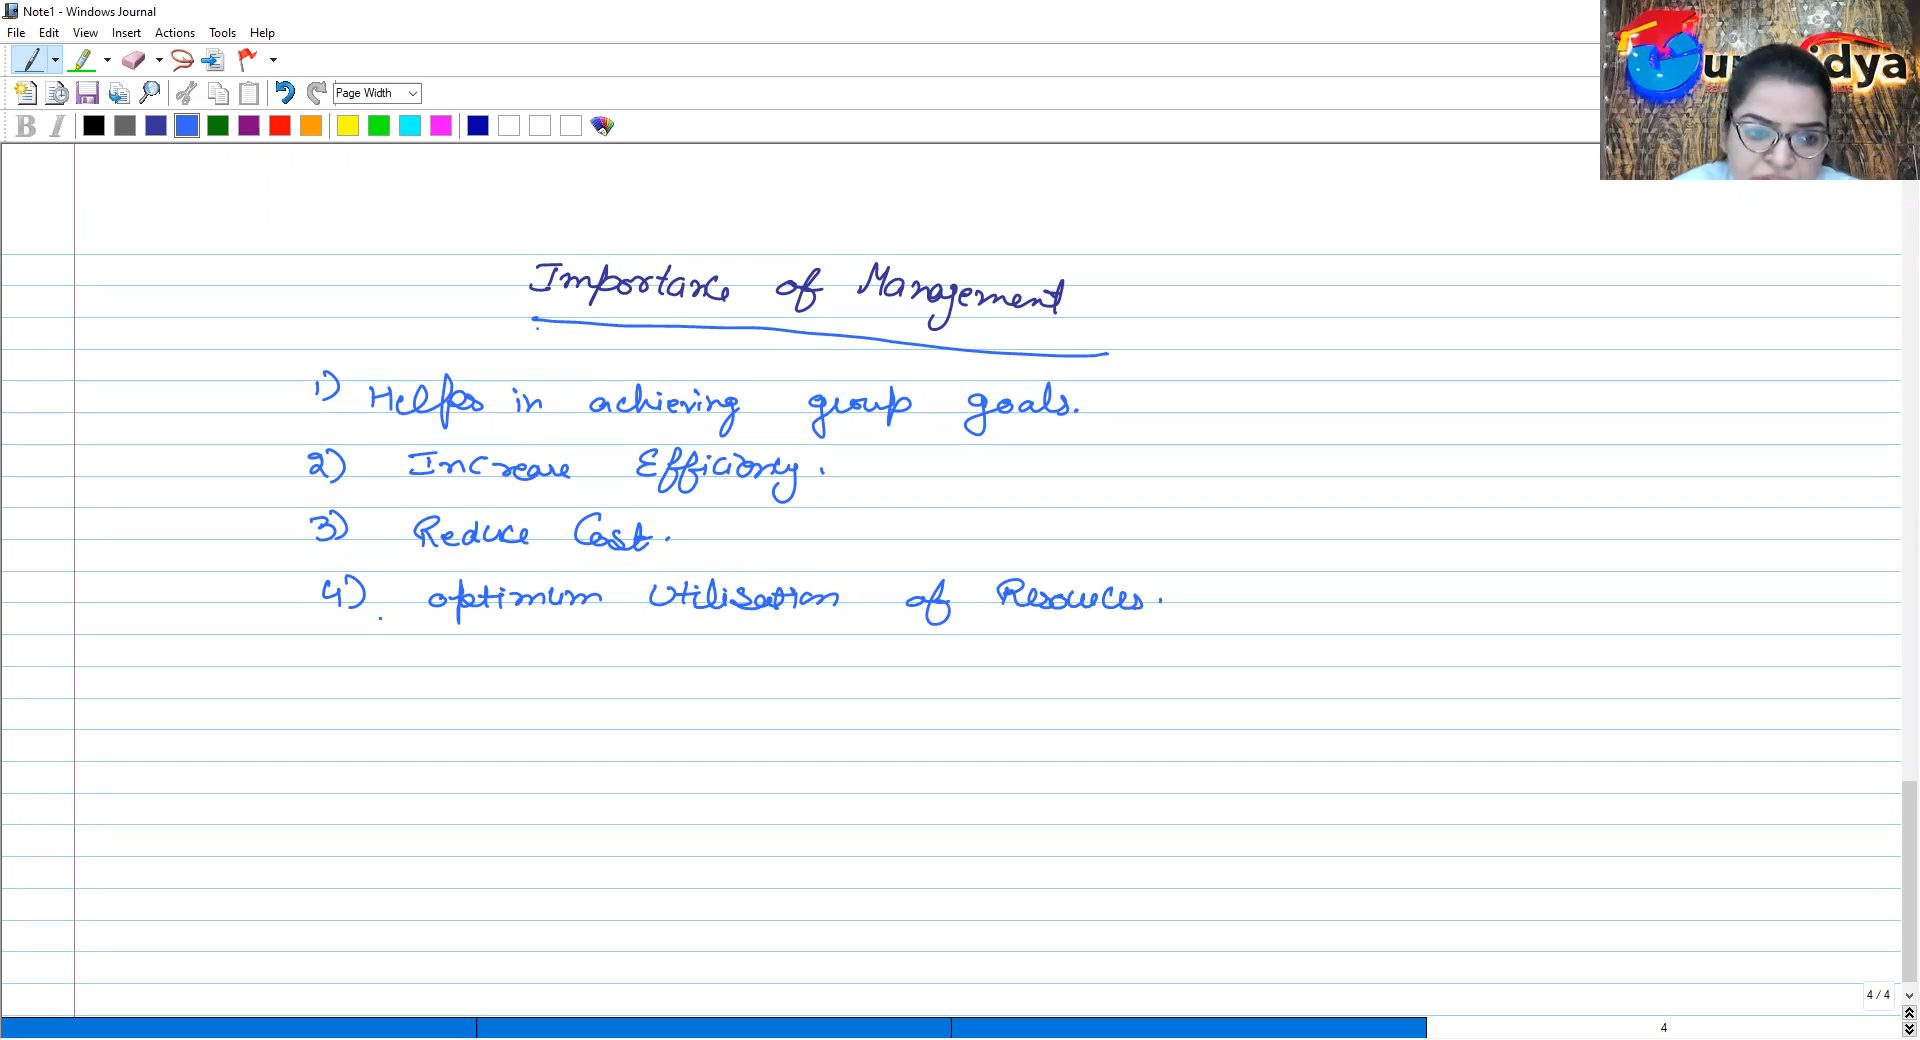 Note1 - Windows Journal
File Edit View Insert Actions Tools Help
Page Width
B I
Importance of Management
1) Helps in achieving group goals.
2) Increase Efficiency.
3) Reduce Cost.
4) optimum Utilisation of Resources.
4 / 4
4